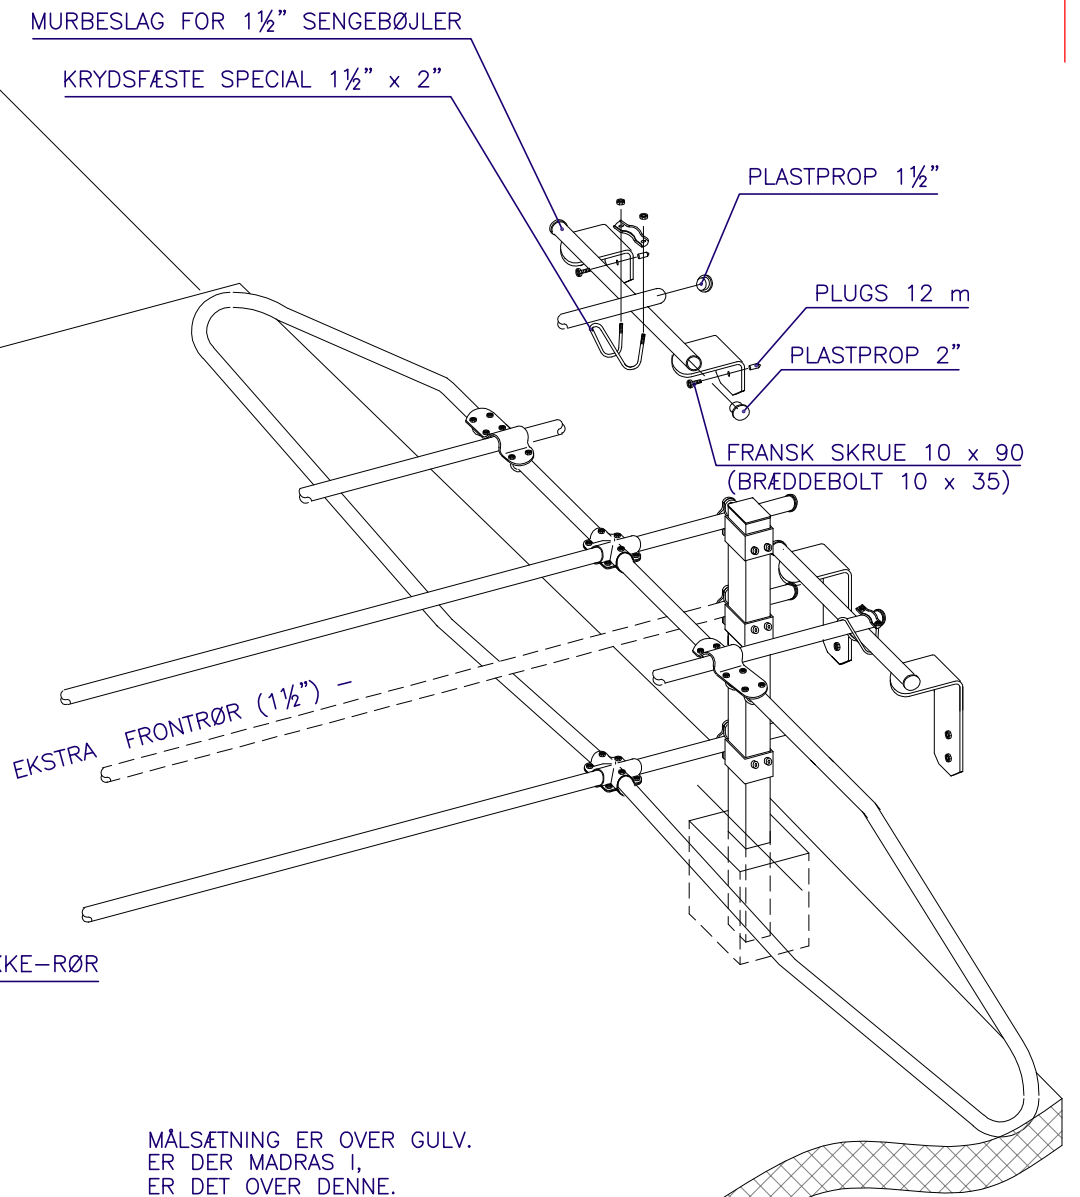 MURBESLAG FOR 1½" SENGEBØJLER
KRYDSFÆSTE SPECIAL 1½" x 2"
PLASTPROP 1½"
PLUGS 12 m
PLASTPROP 2"
FRANSK SKRUE 10 x 90
(BRÆDDEBOLT 10 x 35)
EKSTRA FRONTRØR (1½") –
KE–RØR
MÅLSÆTNING ER OVER GULV.
ER DER MADRAS I,
ER DET OVER DENNE.